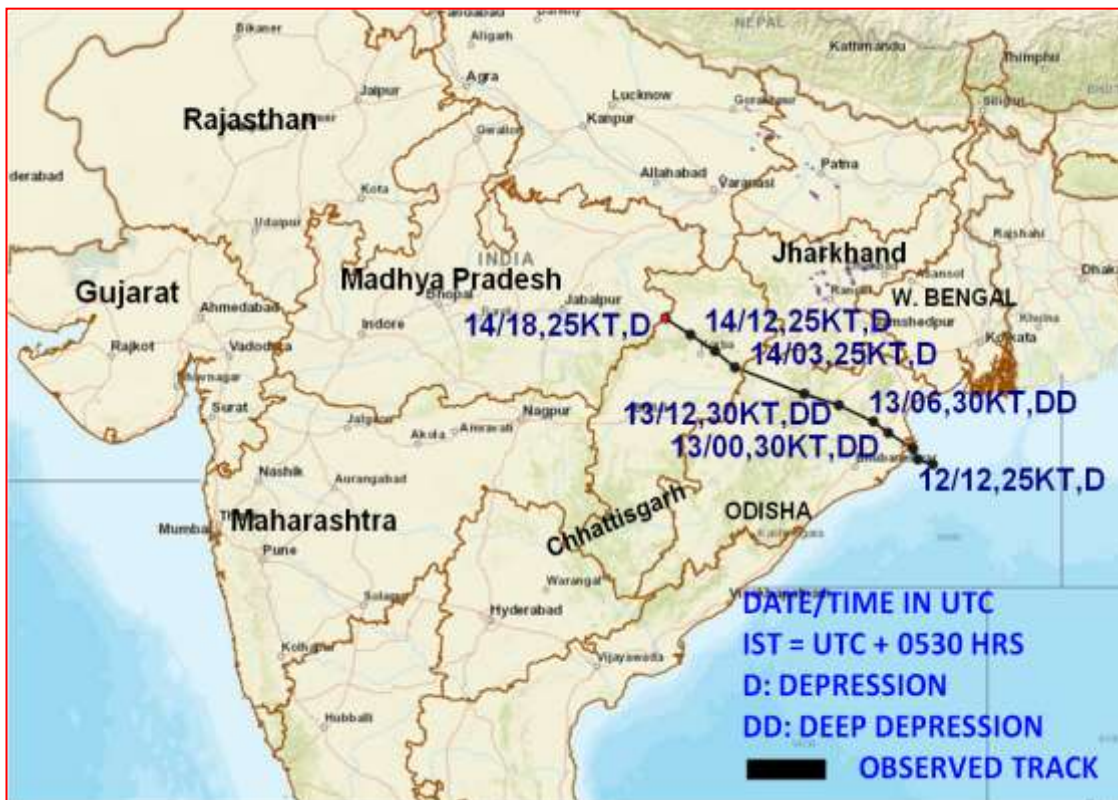 NEPAL
Bikaner
Aligarh
Kathmandu
Thimphu
Agra
Jaipur
Lucknow
Rajasthan
Kanpur
Gorakhpur
Siliguri
Patna
Allahabad
Varanasi
Kota
Udaipur
Rajshahi
INDIA
Jharkhand
Madhya Pradesh
Asansol
Gujarat
Ahmedabad
Bhopal
Jabalpur
W. BENGAL
Indore
14/18,25KT,D
14/12,25KT,D
Rajkot
Vadodara
Kolkata
14/03,25KT,D
Surat
Nagpur
13/12,30KT,DD
13/06,30KT,DD
Akola
Amravati
13/00,30KT,DD
Nashik
Aurangabad
12/12,25KT,D
Mumbai
Maharashtra
Chhattisgarh
ODISHA
Pune
Warangal
Hyderabad
DATE/TIME IN UTC
IST = UTC + 0530 HRS
Vijayawada
D: DEPRESSION
Hubballi
DD: DEEP DEPRESSION
OBSERVED TRACK